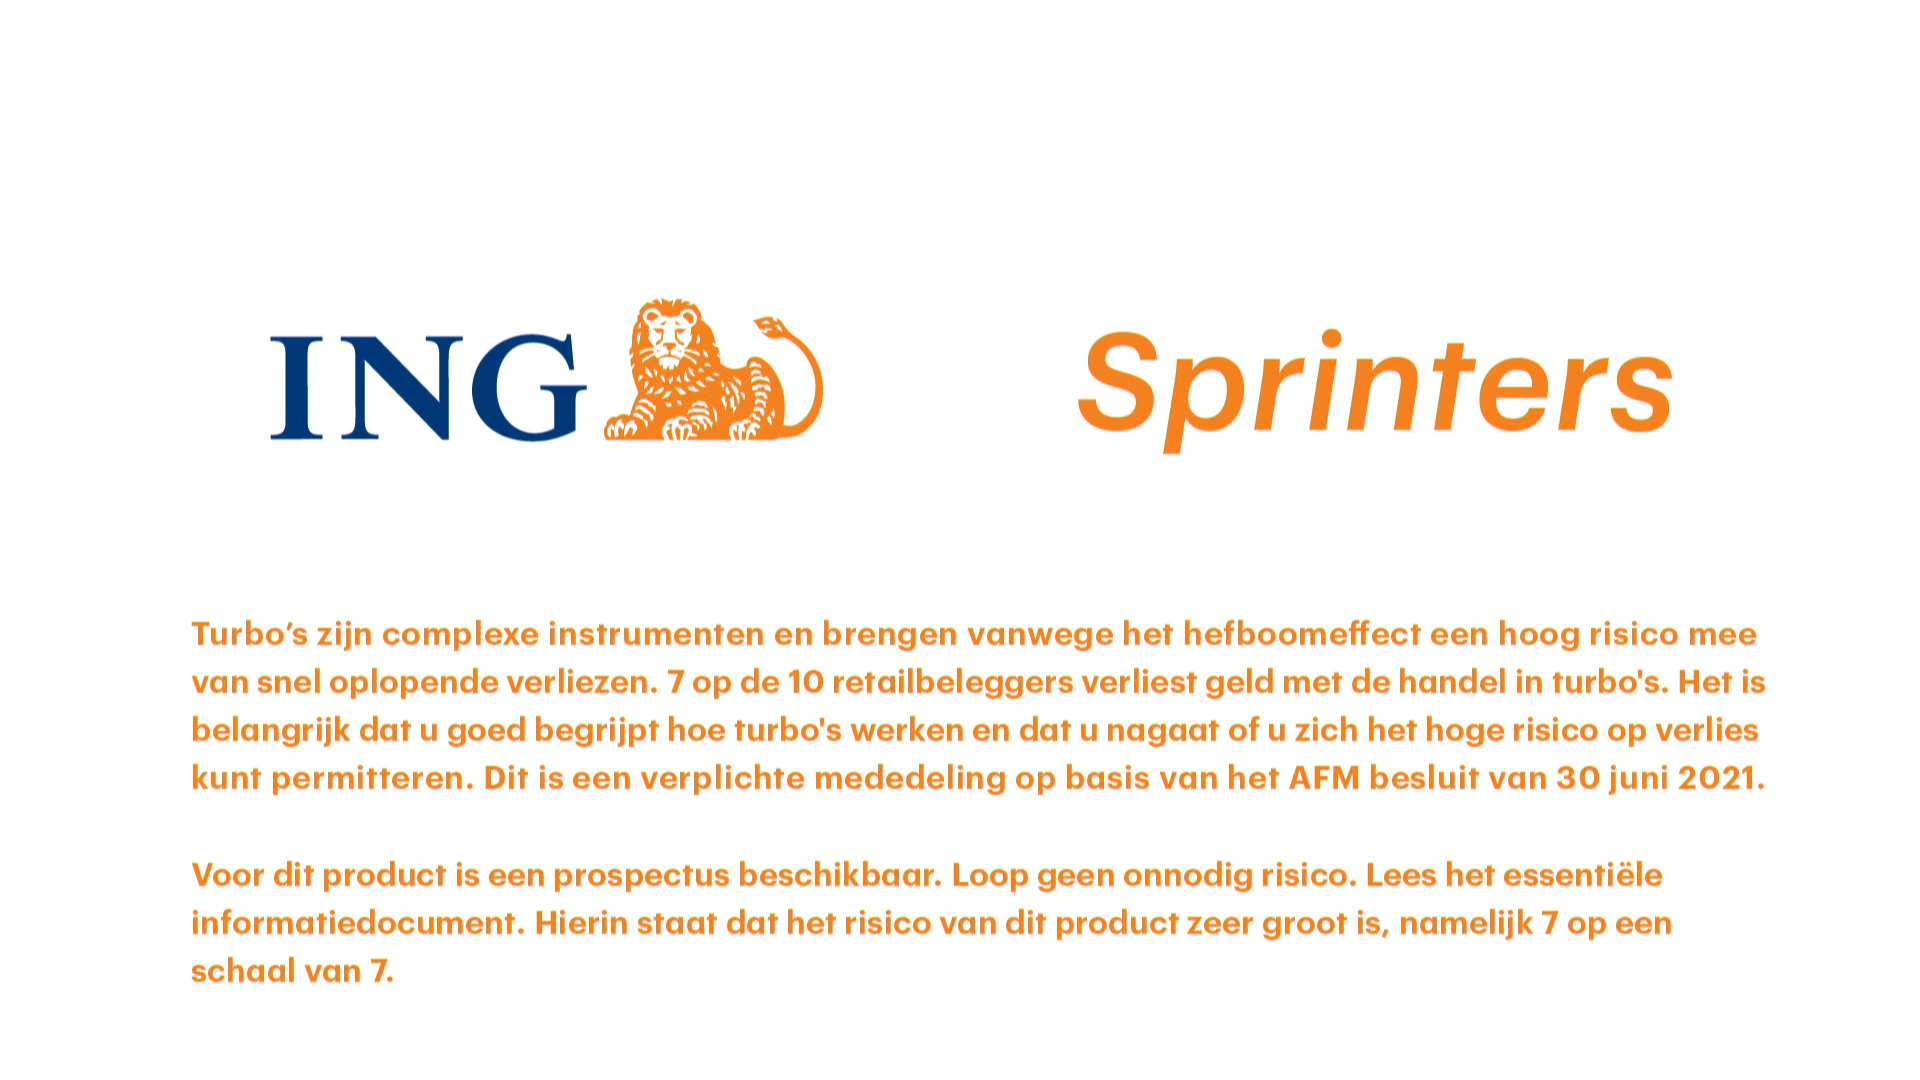 ING
Sprinters
Turbo’s zijn complexe instrumenten en brengen vanwege het hefboomeffect een hoog risico mee
van snel oplopende verliezen. 7 op de 10 retailbeleggers verliest geld met de handel in turbo's. Het is
belangrijk dat u goed begrijpt hoe turbo's werken en dat u nagaat of u zich het hoge risico op verlies
kunt permitteren. Dit is een verplichte mededeling op basis van het AFM besluit van 30 juni 2021.
Voor dit product is een prospectus beschikbaar. Loop geen onnodig risico. Lees het essentiële
informatiedocument. Hierin staat dat het risico van dit product zeer groot is, namelijk 7 op een
schaal van 7.